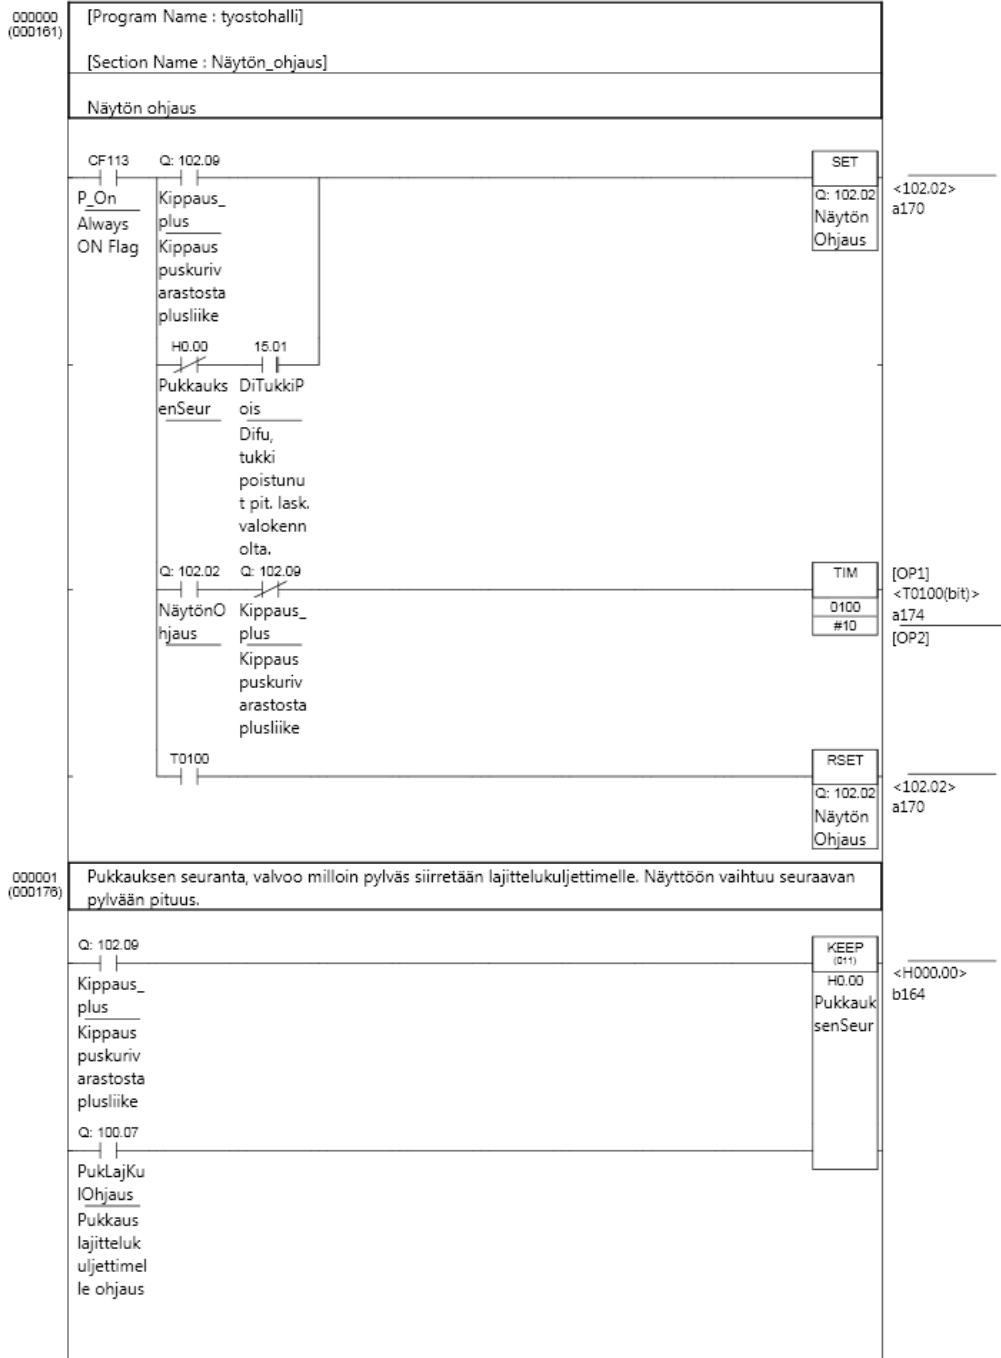 000000
(000161)
[Program Name : tyostohalli]
[Section Name : Näytön_ohjaus]
Näytön ohjaus
CF113
P_On
Always
ON Flag
Q: 102.09
Kippaus_
plus
Kippaus
puskuriv
arastosta
plusliike
SET
Q: 102.02
Näytön
Ohjaus
<102.02>
a170
H0.00
Pukkauks
enSeur
15.01
DiTukkiP
ois
Difu,
tukki
poistunu
t pit. lask.
valokenn
olta.
Q: 102.02
NäytönO
hjaus
Q: 102.09
Kippaus_
plus
Kippaus
puskuriv
arastosta
plusliike
TIM
0100
#10
[OP1]
<T0100(bit)>
a174
[OP2]
T0100
RSET
Q: 102.02
Näytön
Ohjaus
<102.02>
a170
000001
(000176)
Pukkauksen seuranta, valvoo milloin pylväs siirretään lajittelukuljettimelle. Näyttöön vaihtuu seuraavan
pylvään pituus.
Q: 102.09
Kippaus_
plus
Kippaus
puskuriv
arastosta
plusliike
KEEP
(011)
H0.00
Pukkauk
senSeur
<H000.00>
b164
Q: 100.07
PukLajKu
lOhjaus
Pukkaus
lajitteluk
uljettimel
le ohjaus